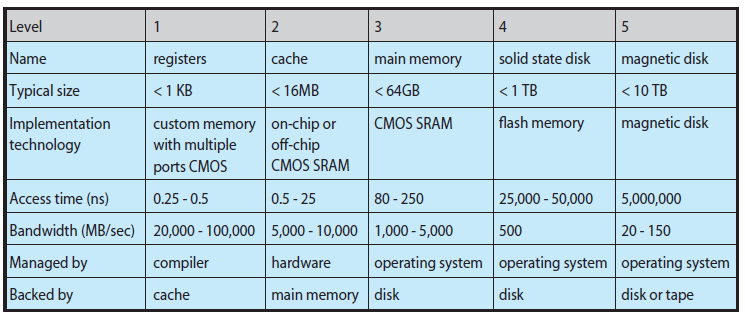 Level 1 2 3 4 5
Name registers cache main memory solid state disk magnetic disk
Typical size < 1 KB < 16MB < 64GB < 1 TB < 10 TB
Implementation custom memory on-chip or CMOS SRAM flash memory magnetic disk
technology with multiple off-chip
ports CMOS CMOS SRAM
Access time (ns) 0.25 - 0.5 0.5 - 25 80 - 250 25,000 - 50,000 5,000,000
Bandwidth (MB/sec) 20,000 - 100,000 5,000 - 10,000 1,000 - 5,000 500 20 - 150
Managed by compiler hardware operating system operating system operating system
Backed by cache main memory disk disk disk or tape